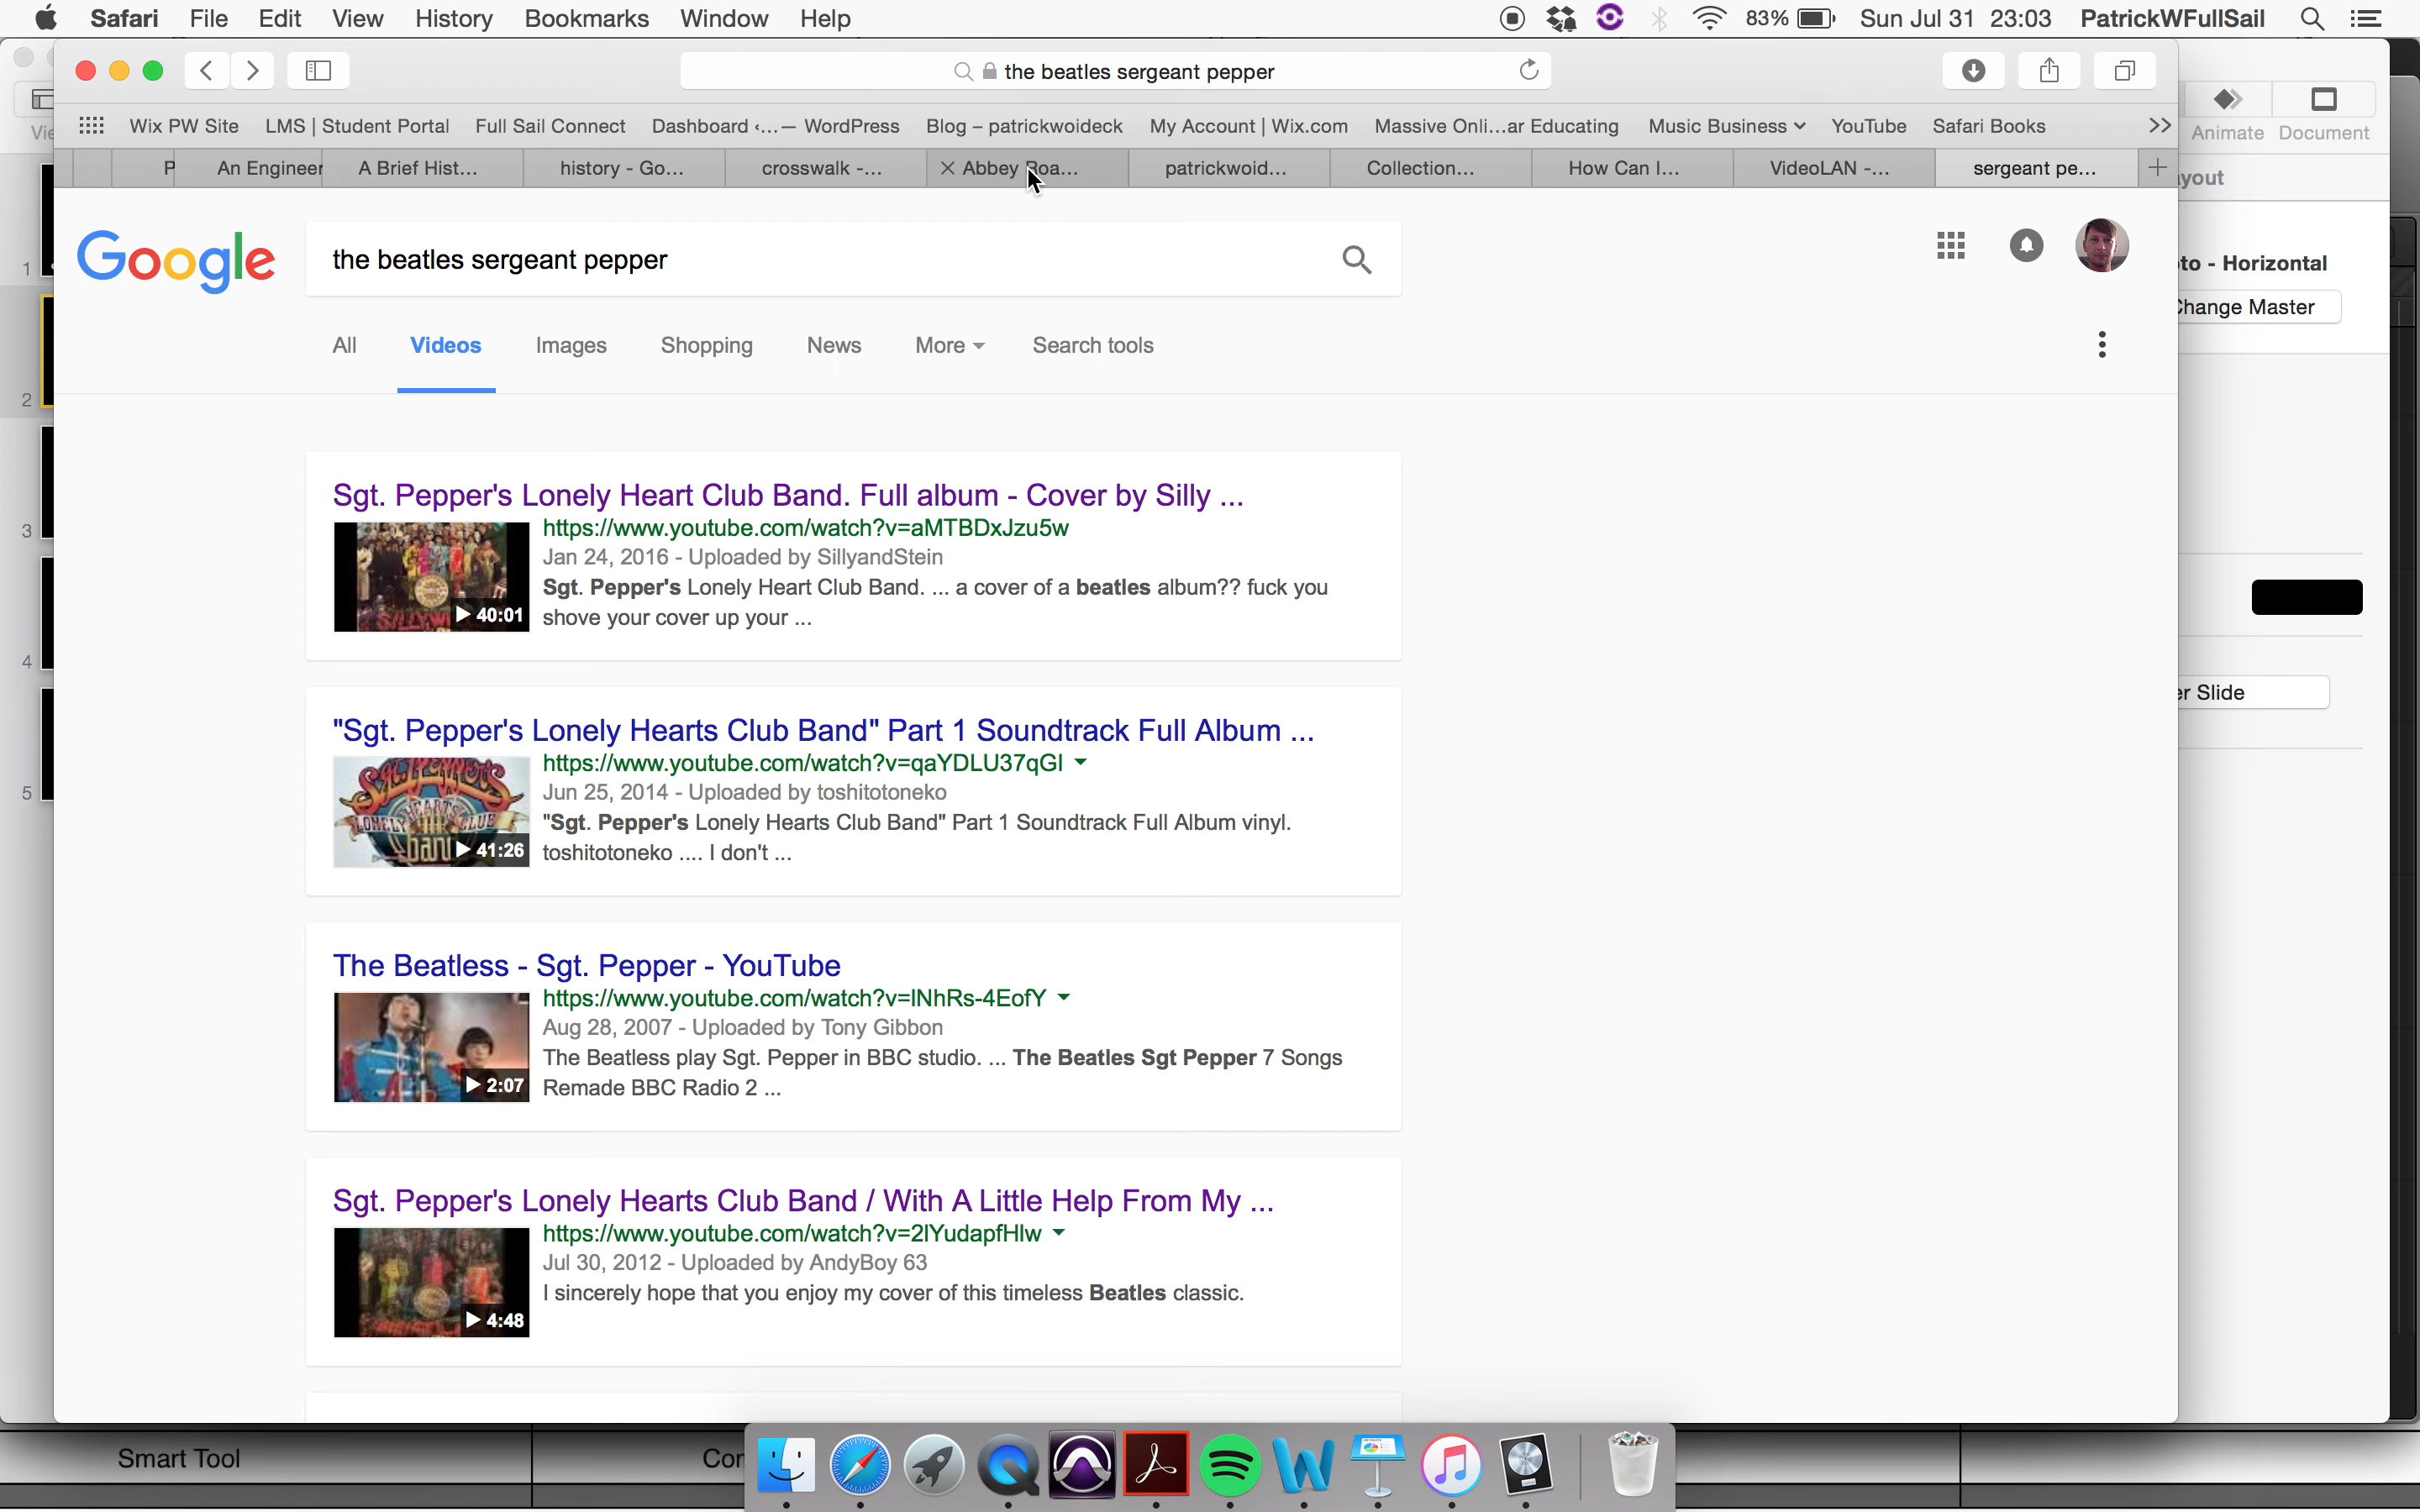 Safari File Edit View History Bookmarks Window Help 83% Sun Jul 31 23:03 PatrickWFullSail
the beatles sergeant pepper
Wix PW Site LMS | Student Portal Full Sail Connect Dashboard ‹...— WordPress Blog – patrickwoideck My Account | Wix.com Massive Onli...ar Educating Music Business YouTube Safari Books
Animate Document
P An Engineer A Brief Hist... history - Go... crosswalk -... Abbey Roa... patrickwoid... Collection... How Can I... VideoLAN -... sergeant pe...
yout
Google the beatles sergeant pepper
to - Horizontal
1
Change Master
All Videos Images Shopping News More Search tools
2
Sgt. Pepper's Lonely Heart Club Band. Full album - Cover by Silly ...
https://www.youtube.com/watch?v=aMTBDxJzu5w
3
Jan 24, 2016 - Uploaded by SillyandStein
Sgt. Pepper's Lonely Heart Club Band. ... a cover of a beatles album?? fuck you
40:01
shove your cover up your ...
4
er Slide
"Sgt. Pepper's Lonely Hearts Club Band" Part 1 Soundtrack Full Album ...
https://www.youtube.com/watch?v=qaYDLU37qGI
5
Jun 25, 2014 - Uploaded by toshitotoneko
"Sgt. Pepper's Lonely Hearts Club Band" Part 1 Soundtrack Full Album vinyl.
41:26
toshitotoneko .... I don't ...
The Beatless - Sgt. Pepper - YouTube
https://www.youtube.com/watch?v=lNhRs-4EofY
Aug 28, 2007 - Uploaded by Tony Gibbon
The Beatless play Sgt. Pepper in BBC studio. ... The Beatles Sgt Pepper 7 Songs
2:07
Remade BBC Radio 2 ...
Sgt. Pepper's Lonely Hearts Club Band / With A Little Help From My ...
https://www.youtube.com/watch?v=2lYudapfHlw
Jul 30, 2012 - Uploaded by AndyBoy 63
I sincerely hope that you enjoy my cover of this timeless Beatles classic.
4:48
Smart Tool